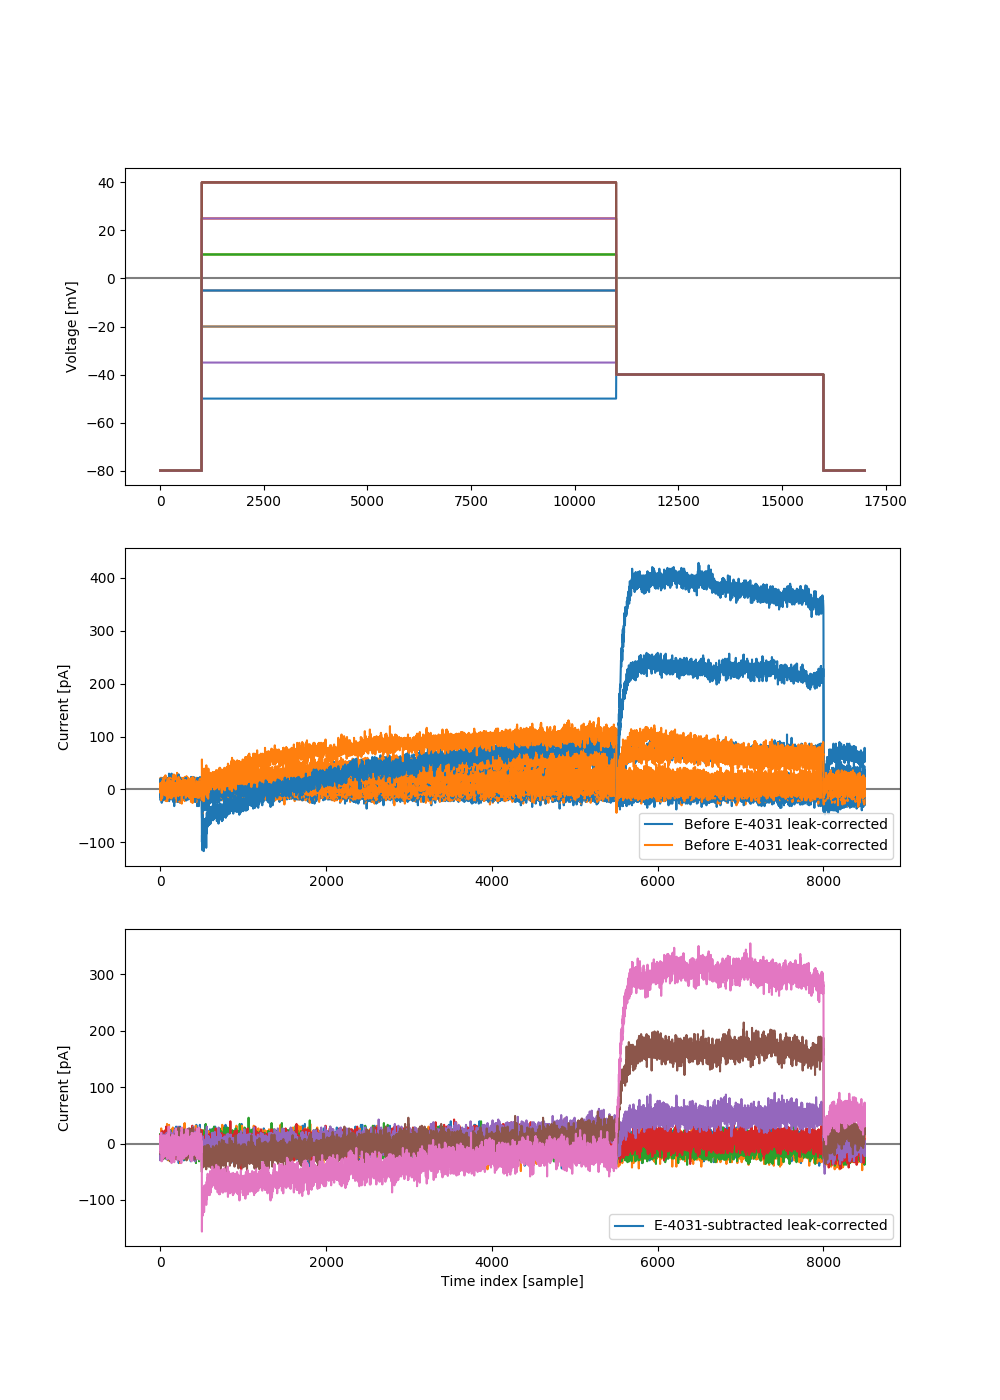 40
20
0
−20
−40
−60
−80
Voltage [mV]
0 2500 5000 7500 10000 12500 15000 17500
400
300
200
100
0
−100
Current [pA]
Before E-4031 leak-corrected
Before E-4031 leak-corrected
0 2000 4000 6000 8000
300
200
100
0
−100
Current [pA]
E-4031-subtracted leak-corrected
0 2000 4000 6000 8000
Time index [sample]